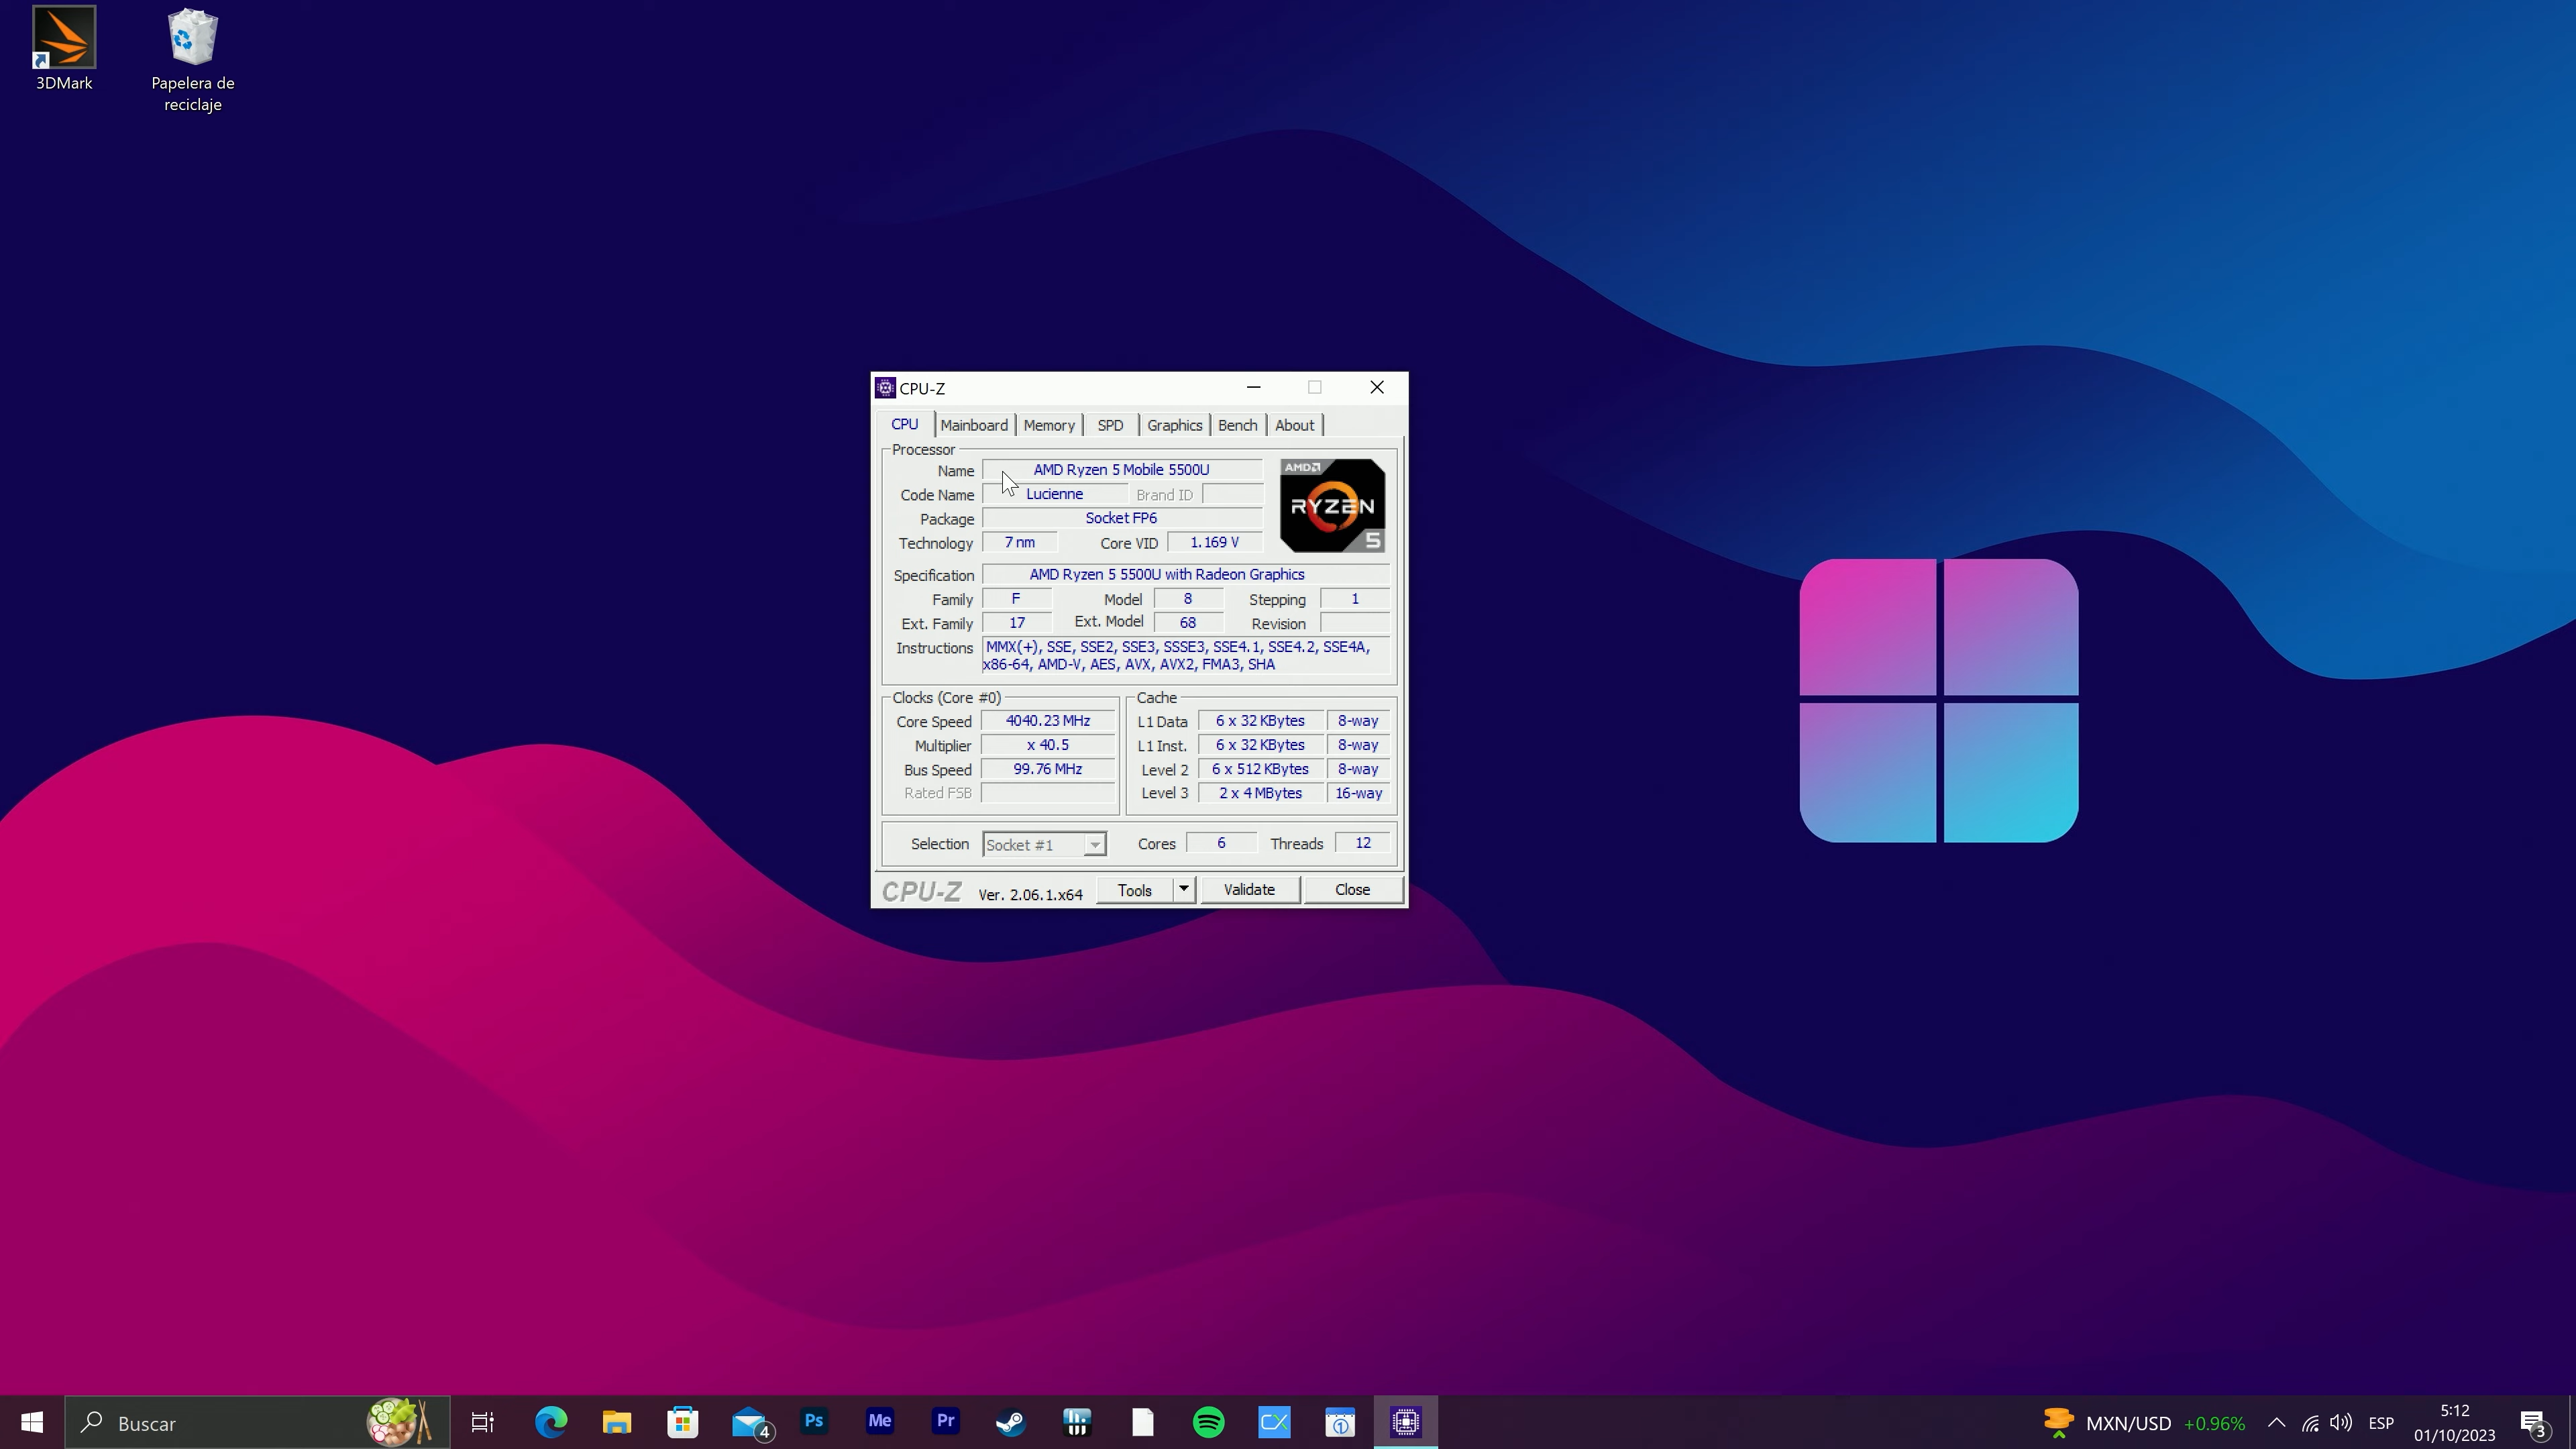 3DMark
Papelera de
reciclaje
CPU-Z
CPU Mainboard Memory SPD Graphics Bench About
Processor
Name AMD Ryzen 5 Mobile 5500U
Code Name Lucienne Brand ID
Package Socket FP6
Technology 7 nm Core VID 1.169 V
AMD
RYZEN
5
Specification AMD Ryzen 5 5500U with Radeon Graphics
Family F Model 8 Stepping 1
Ext. Family 17 Ext. Model 68 Revision
Instructions MMX(+), SSE, SSE2, SSE3, SSSE3, SSE4.1, SSE4.2, SSE4A,
x86-64, AMD-V, AES, AVX, AVX2, FMA3, SHA
Clocks (Core #0)
Core Speed 4040.23 MHz
Multiplier x 40.5
Bus Speed 99.76 MHz
Rated FSB
Cache
L1 Data 6 x 32 KBytes 8-way
L1 Inst. 6 x 32 KBytes 8-way
Level 2 6 x 512 KBytes 8-way
Level 3 2 x 4 MBytes 16-way
Selection Socket #1 Cores 6 Threads 12
CPU-Z Ver. 2.06.1.x64 Tools Validate Close
Buscar
4
Ps
Me
Pr
CX
1
MXN/USD +0.96%
ESP
5:12
01/10/2023
3